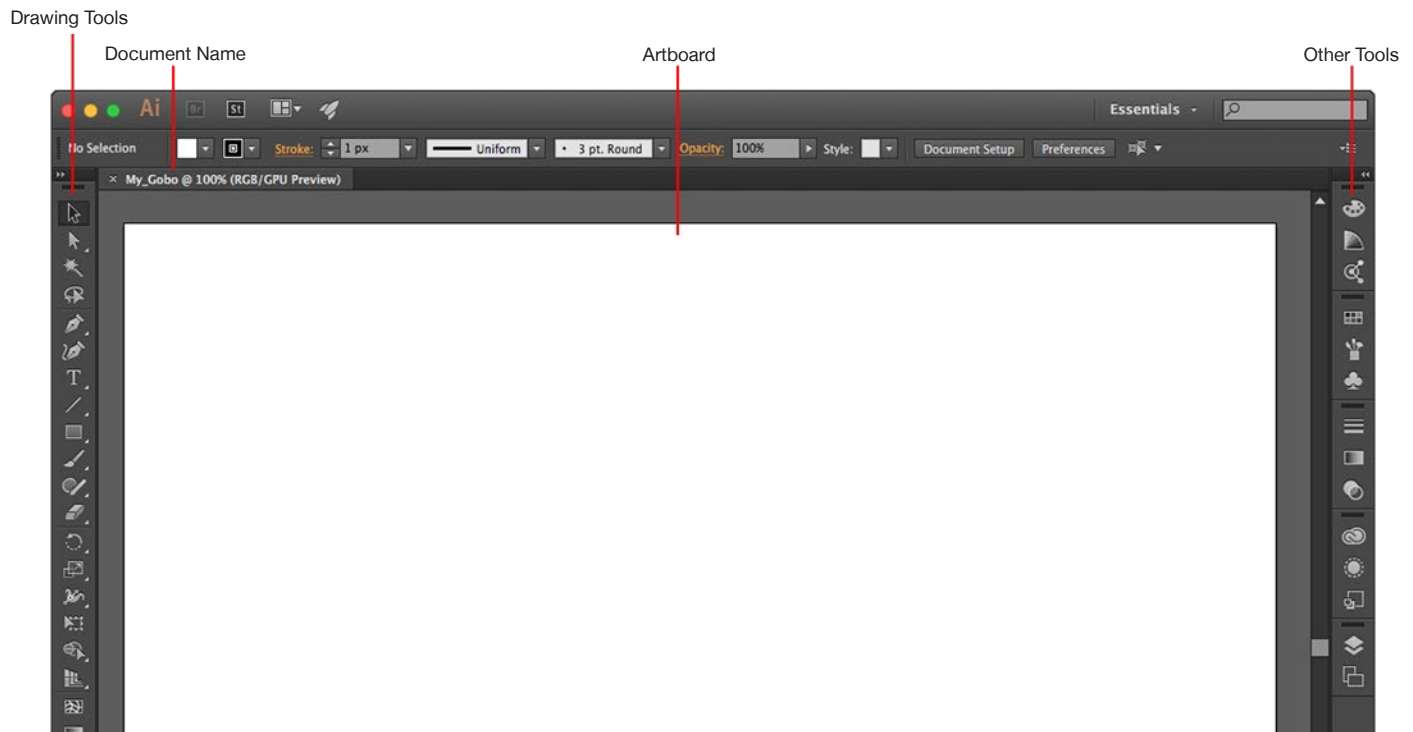 Drawing Tools
Document Name
Artboard
Other Tools
Ai Br St Essentials
No Selection Stroke: 1 px Uniform 3 pt. Round Opacity: 100% Style: Document Setup Preferences
× My_Gobo @ 100% (RGB/GPU Preview)
T